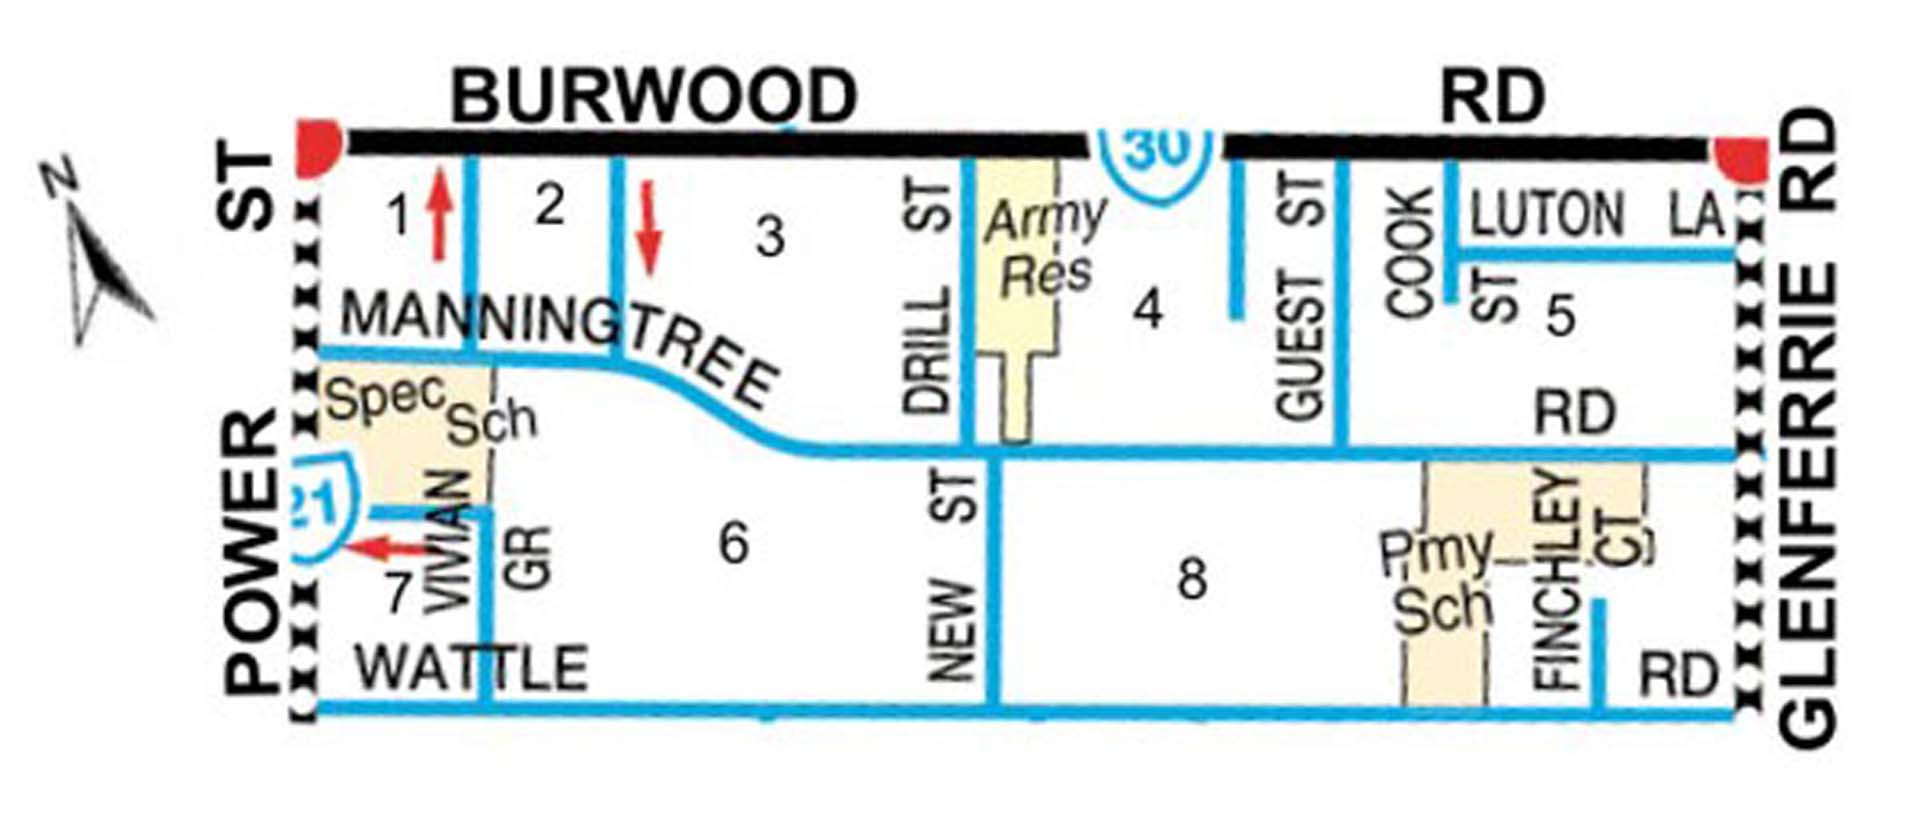 BURWOOD RD
N
ST
30
1
2
3
DRILL ST
Army
Res
4
GUEST ST
COOK
ST
LUTON LA
5
MANNINGTREE
RD
GLENFERRIE RD
Spec
Sch
POWER
21
7
VIVIAN
GR
6
NEW ST
8
Prmy
Sch
FINCHLEY
CT
WATTLE
RD